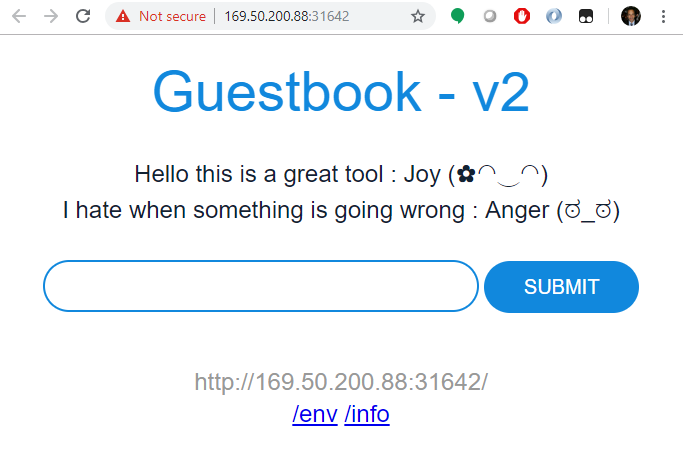 Not secure | 169.50.200.88:31642
Guestbook - v2
Hello this is a great tool : Joy (✿◠‿◠)
I hate when something is going wrong : Anger (ಠ_ಠ)
SUBMIT
http://169.50.200.88:31642/
/env /info